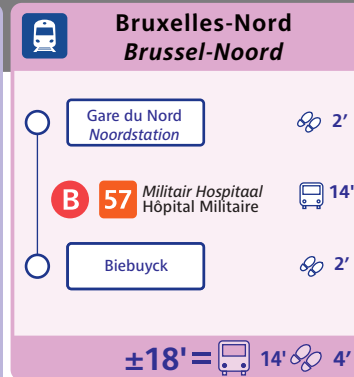 Bruxelles-Nord
Brussel-Noord
Gare du Nord
Noordstation
2’
B 57 Militair Hospitaal
Hôpital Militaire
14'
Biebuyck
2’
±18'= 14' 4’